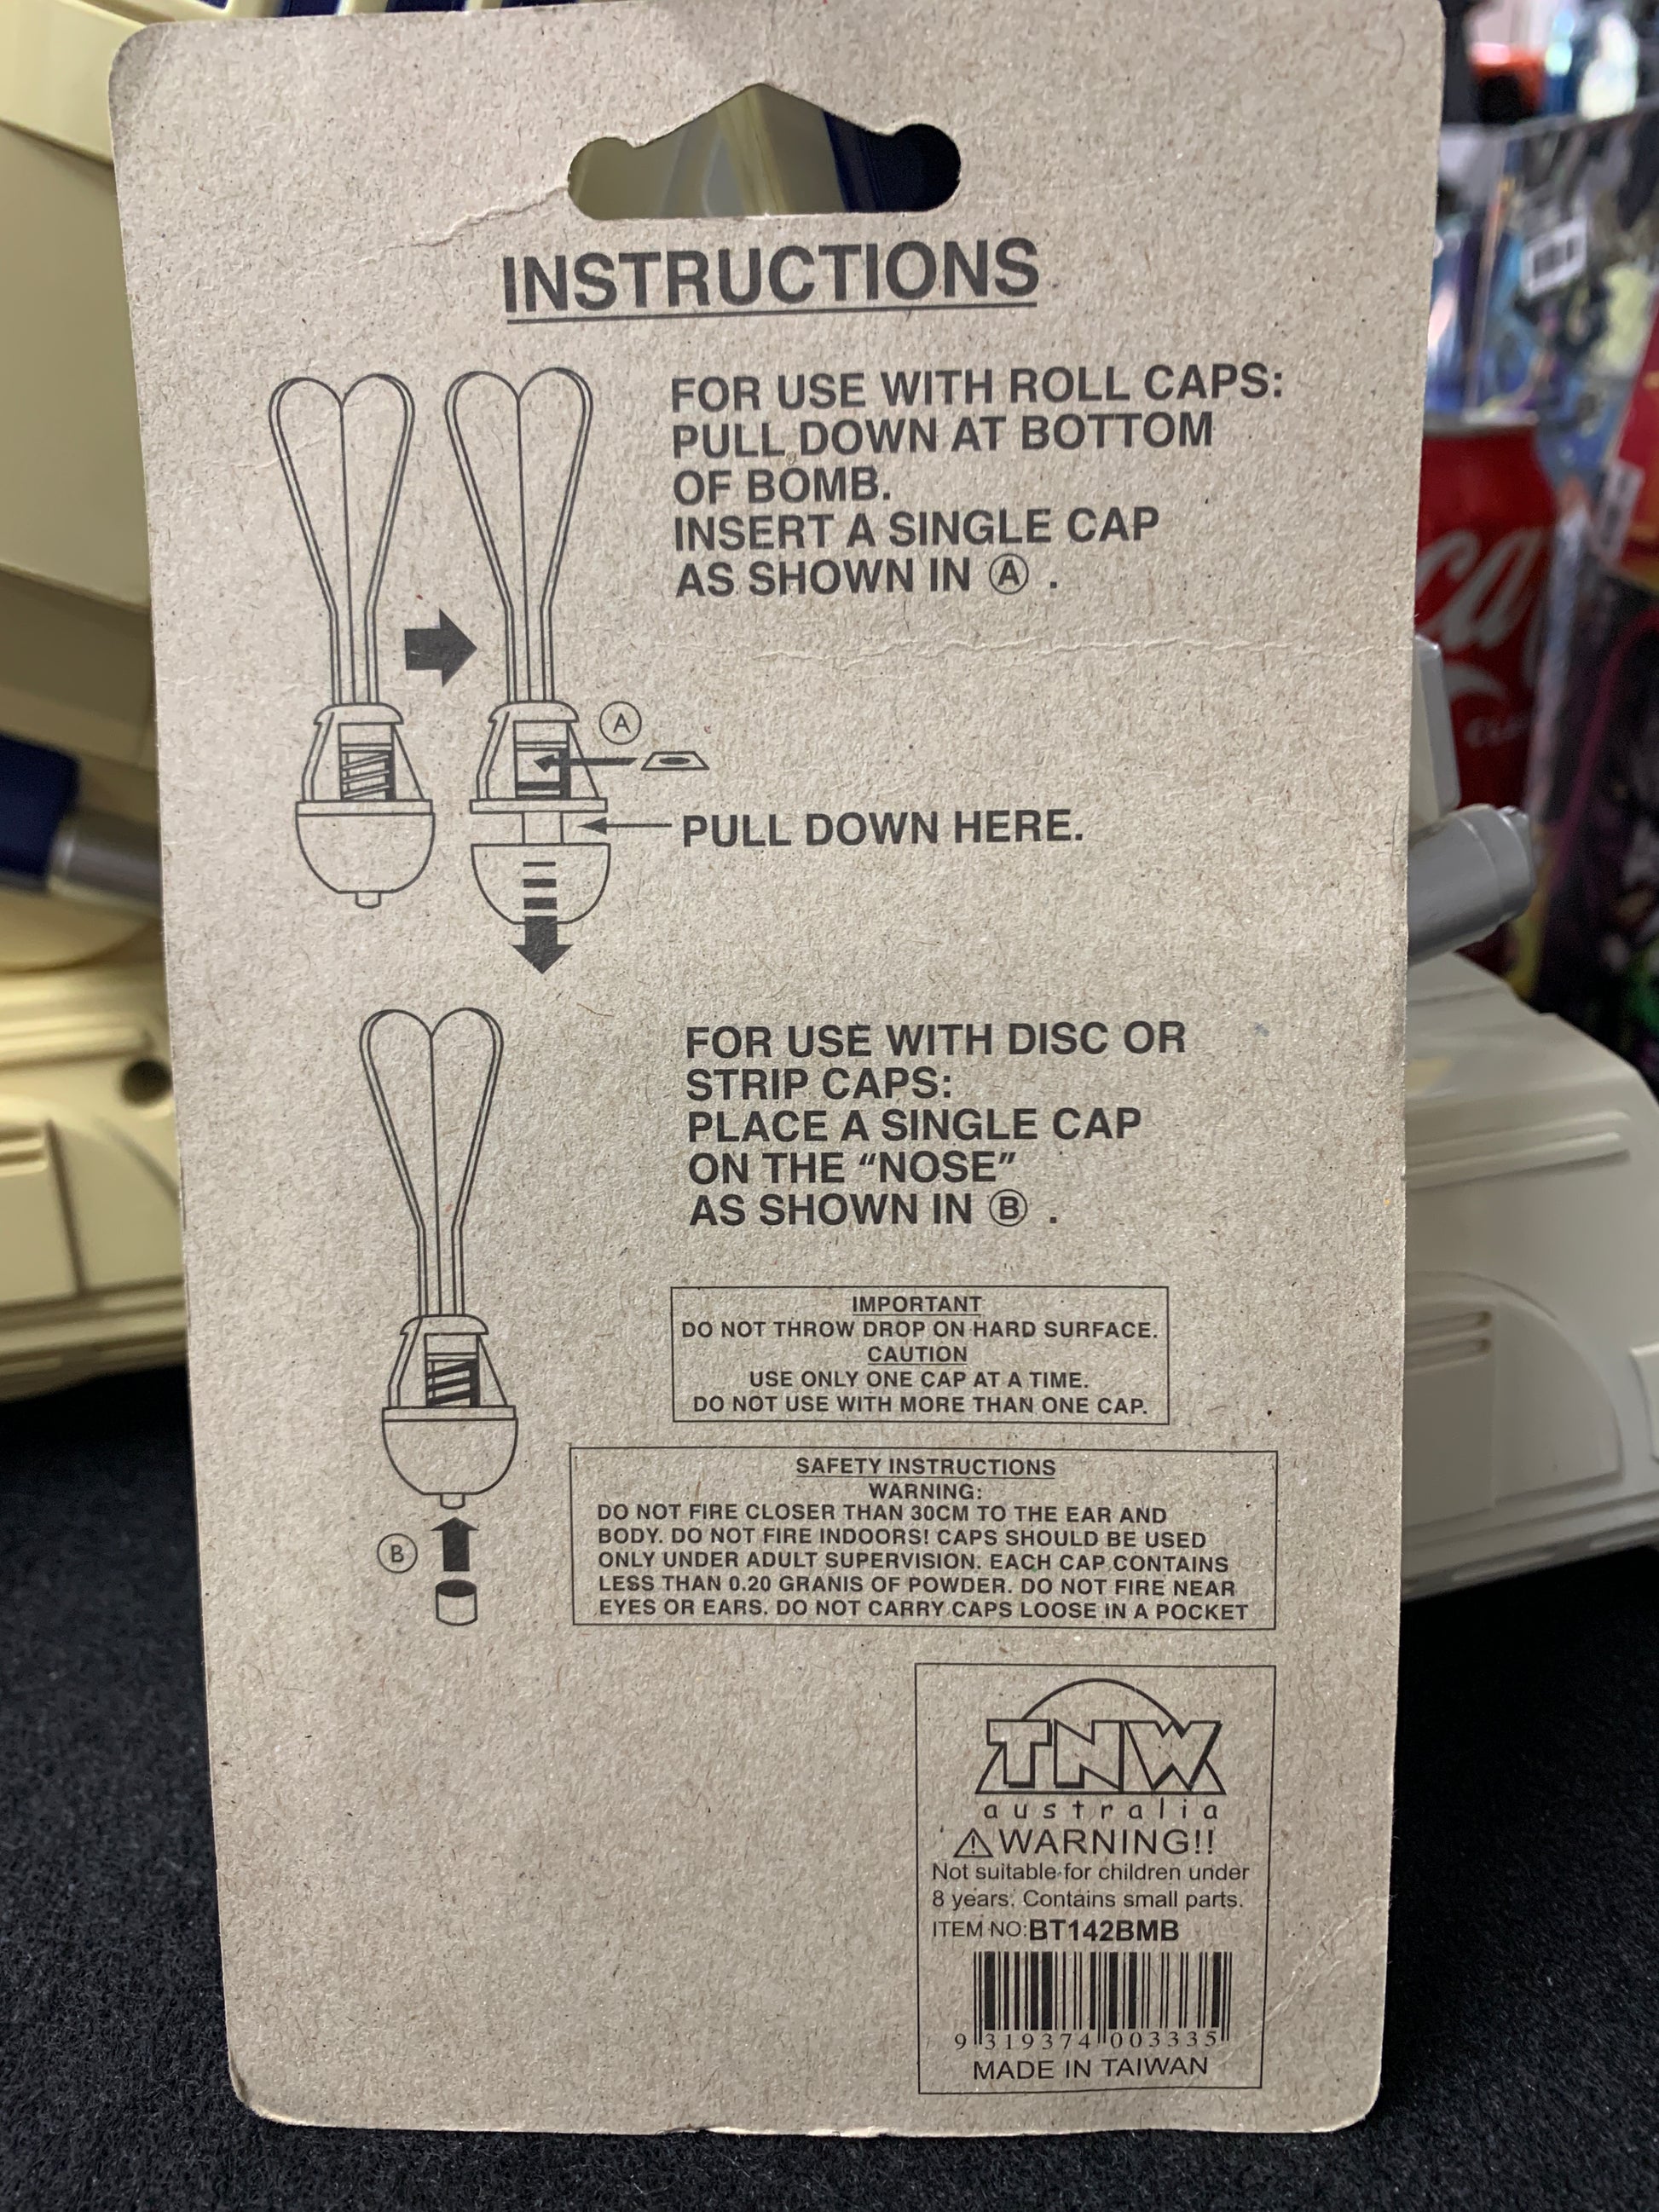 INSTRUCTIONS
FOR USE WITH ROLL CAPS:
PULL DOWN AT BOTTOM
OF BOMB.
INSERT A SINGLE CAP
AS SHOWN IN Ⓐ .
A
PULL DOWN HERE.
FOR USE WITH DISC OR
STRIP CAPS:
PLACE A SINGLE CAP
ON THE “NOSE”
AS SHOWN IN Ⓑ .
B
IMPORTANT
DO NOT THROW DROP ON HARD SURFACE.
CAUTION
USE ONLY ONE CAP AT A TIME.
DO NOT USE WITH MORE THAN ONE CAP.
SAFETY INSTRUCTIONS
WARNING:
DO NOT FIRE CLOSER THAN 30CM TO THE EAR AND
BODY. DO NOT FIRE INDOORS! CAPS SHOULD BE USED
ONLY UNDER ADULT SUPERVISION. EACH CAP CONTAINS
LESS THAN 0.20 GRANIS OF POWDER. DO NOT FIRE NEAR
EYES OR EARS. DO NOT CARRY CAPS LOOSE IN A POCKET
TNW
australia
⚠WARNING!!
Not suitable for children under
8 years. Contains small parts.
ITEM NO:BT142BMB
9 319374 003335
MADE IN TAIWAN